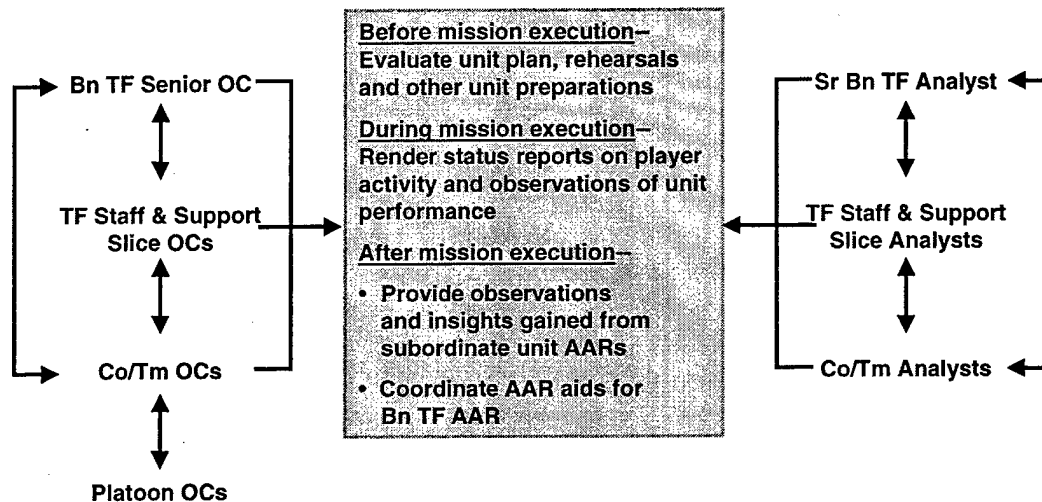 Bn TF Senior OC
TF Staff & Support
Slice OCs
Co/Tm OCs
Platoon OCs
Before mission execution–
Evaluate unit plan, rehearsals
and other unit preparations
During mission execution–
Render status reports on player
activity and observations of unit
performance
After mission execution–
• Provide observations
and insights gained from
subordinate unit AARs
• Coordinate AAR aids for
Bn TF AAR
Sr Bn TF Analyst
TF Staff & Support
Slice Analysts
Co/Tm Analysts